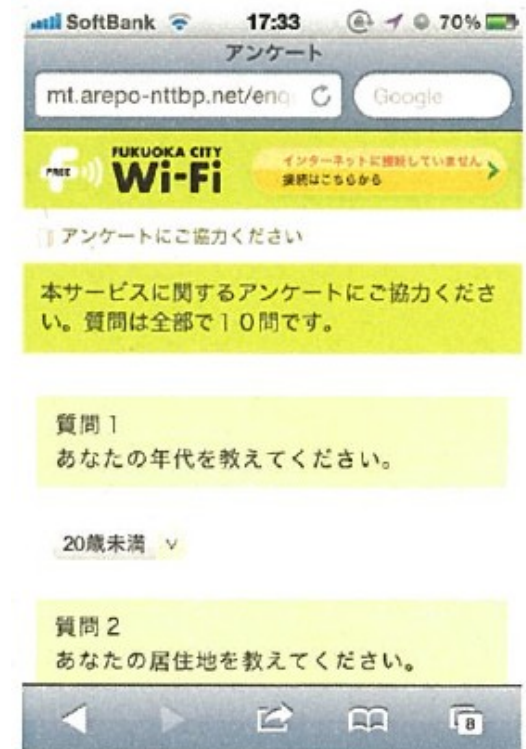 SoftBank 17:33 70%
アンケート
mt.arepo-nttbp.net/enq Google
FREE FUKUOKA CITY Wi-Fi
インターネットに接続していません
接続はこちらから
アンケートにご協力ください
本サービスに関するアンケートにご協力くださ
い。質問は全部で10問です。
質問1
あなたの年代を教えてください。
20歳未満
質問2
あなたの居住地を教えてください。
8